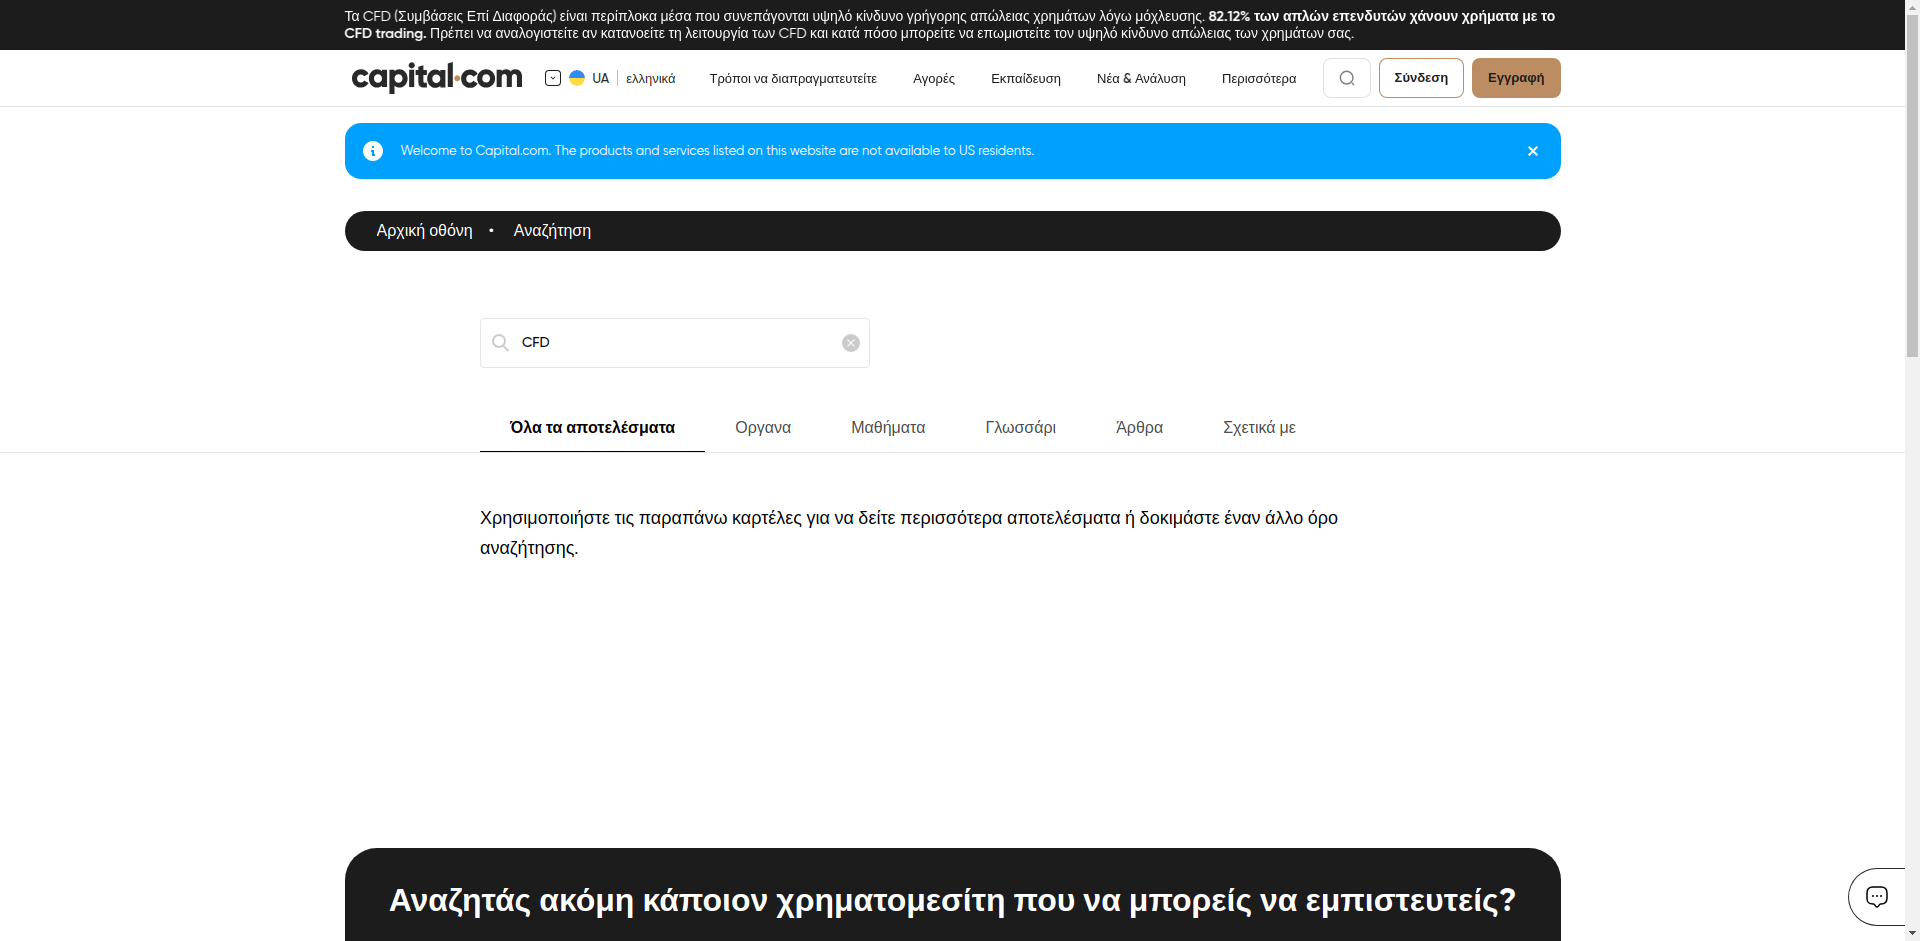 Τα CFD (Συμβάσεις Επί Διαφοράς) είναι περίπλοκα μέσα που συνεπάγονται υψηλό κίνδυνο γρήγορης απώλειας χρημάτων λόγω μόχλευσης. 82.12% των απλών επενδυτών χάνουν χρήματα με το
CFD trading. Πρέπει να αναλογιστείτε αν κατανοείτε τη λειτουργία των CFD και κατά πόσο μπορείτε να επωμιστείτε τον υψηλό κίνδυνο απώλειας των χρημάτων σας.
capital.com UA ελληνικά Τρόποι να διαπραγματευτείτε Αγορές Εκπαίδευση Νέα & Ανάλυση Περισσότερα Σύνδεση Εγγραφή
Welcome to Capital.com. The products and services listed on this website are not available to US residents.
Αρχική οθόνη • Αναζήτηση
CFD
Όλα τα αποτελέσματα Οργανα Μαθήματα Γλωσσάρι Άρθρα Σχετικά με
Χρησιμοποιήστε τις παραπάνω καρτέλες για να δείτε περισσότερα αποτελέσματα ή δοκιμάστε έναν άλλο όρο
αναζήτησης.
Αναζητάς ακόμη κάποιον χρηματομεσίτη που να μπορείς να εμπιστευτείς?